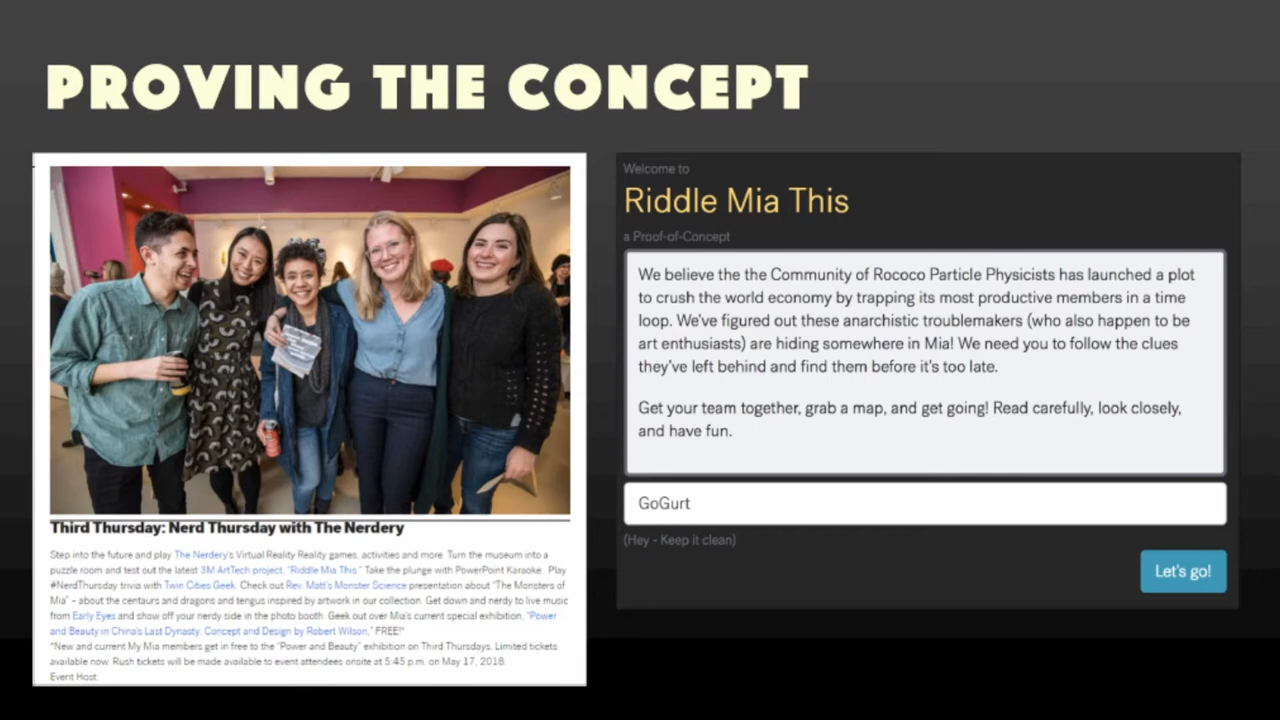 PROVING THE CONCEPT
Third Thursday: Nerd Thursday with The Nerdery
Step into the future and play The Nerdery's Virtual Reality Reality games, activities and more. Turn the museum into a
puzzle room and test out the latest 3M ArtTech project, "Riddle Mia This." Take the plunge with PowerPoint Karaoke. Play
#NerdThursday trivia with Twin Cities Geek. Check out Rev. Matt's Monster Science presentation about "The Monsters of
Mia" – about the centaurs and dragons and tengus inspired by artwork in our collection. Get down and nerdy to live music
from Early Eyes and show off your nerdy side in the photo booth. Geek out over Mia's current special exhibition, "Power
and Beauty in China's Last Dynasty: Concept and Design by Robert Wilson," FREE!*
*New and current My Mia members get in free to the "Power and Beauty" exhibition on Third Thursdays. Limited tickets
available now. Rush tickets will be made available to event attendees onsite at 5:45 p.m. on May 17, 2018.
Event Host:
Welcome to
Riddle Mia This
a Proof-of-Concept
We believe the the Community of Rococo Particle Physicists has launched a plot
to crush the world economy by trapping its most productive members in a time
loop. We've figured out these anarchistic troublemakers (who also happen to be
art enthusiasts) are hiding somewhere in Mia! We need you to follow the clues
they've left behind and find them before it's too late.
Get your team together, grab a map, and get going! Read carefully, look closely,
and have fun.
GoGurt
(Hey - Keep it clean)
Let's go!